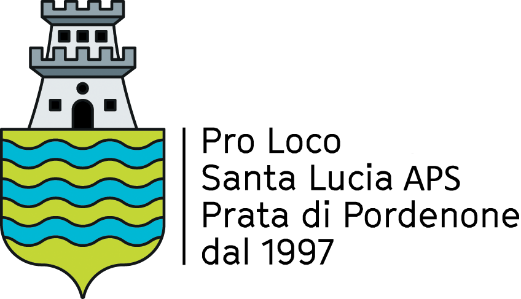 Pro Loco
Santa Lucia APS
Prata di Pordenone
dal 1997